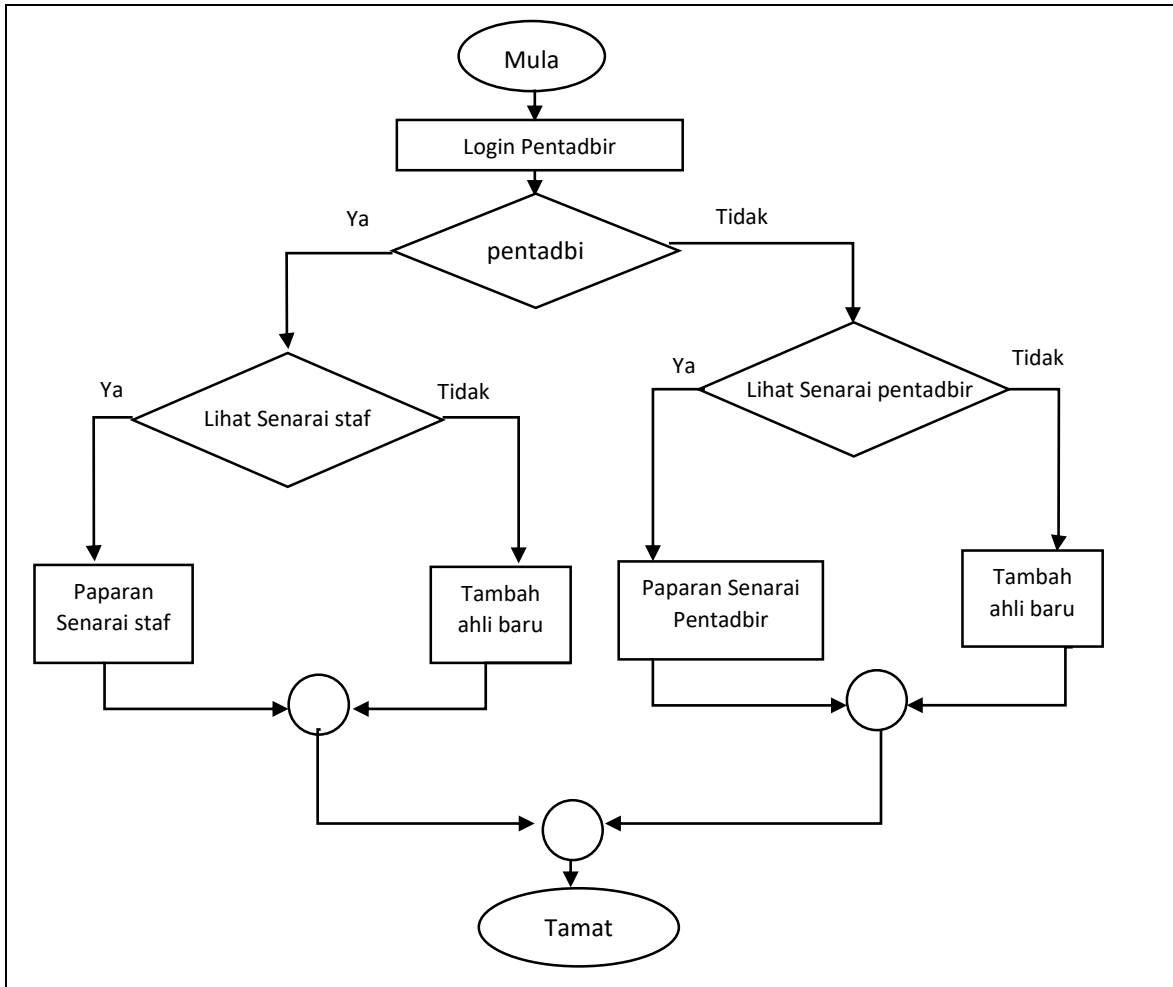 Mula
Login Pentadbir
Ya
Tidak
pentadbi
Ya
Tidak
Lihat Senarai staf
Ya
Tidak
Lihat Senarai pentadbir
Paparan
Senarai staf
Tambah
ahli baru
Paparan Senarai
Pentadbir
Tambah
ahli baru
Tamat